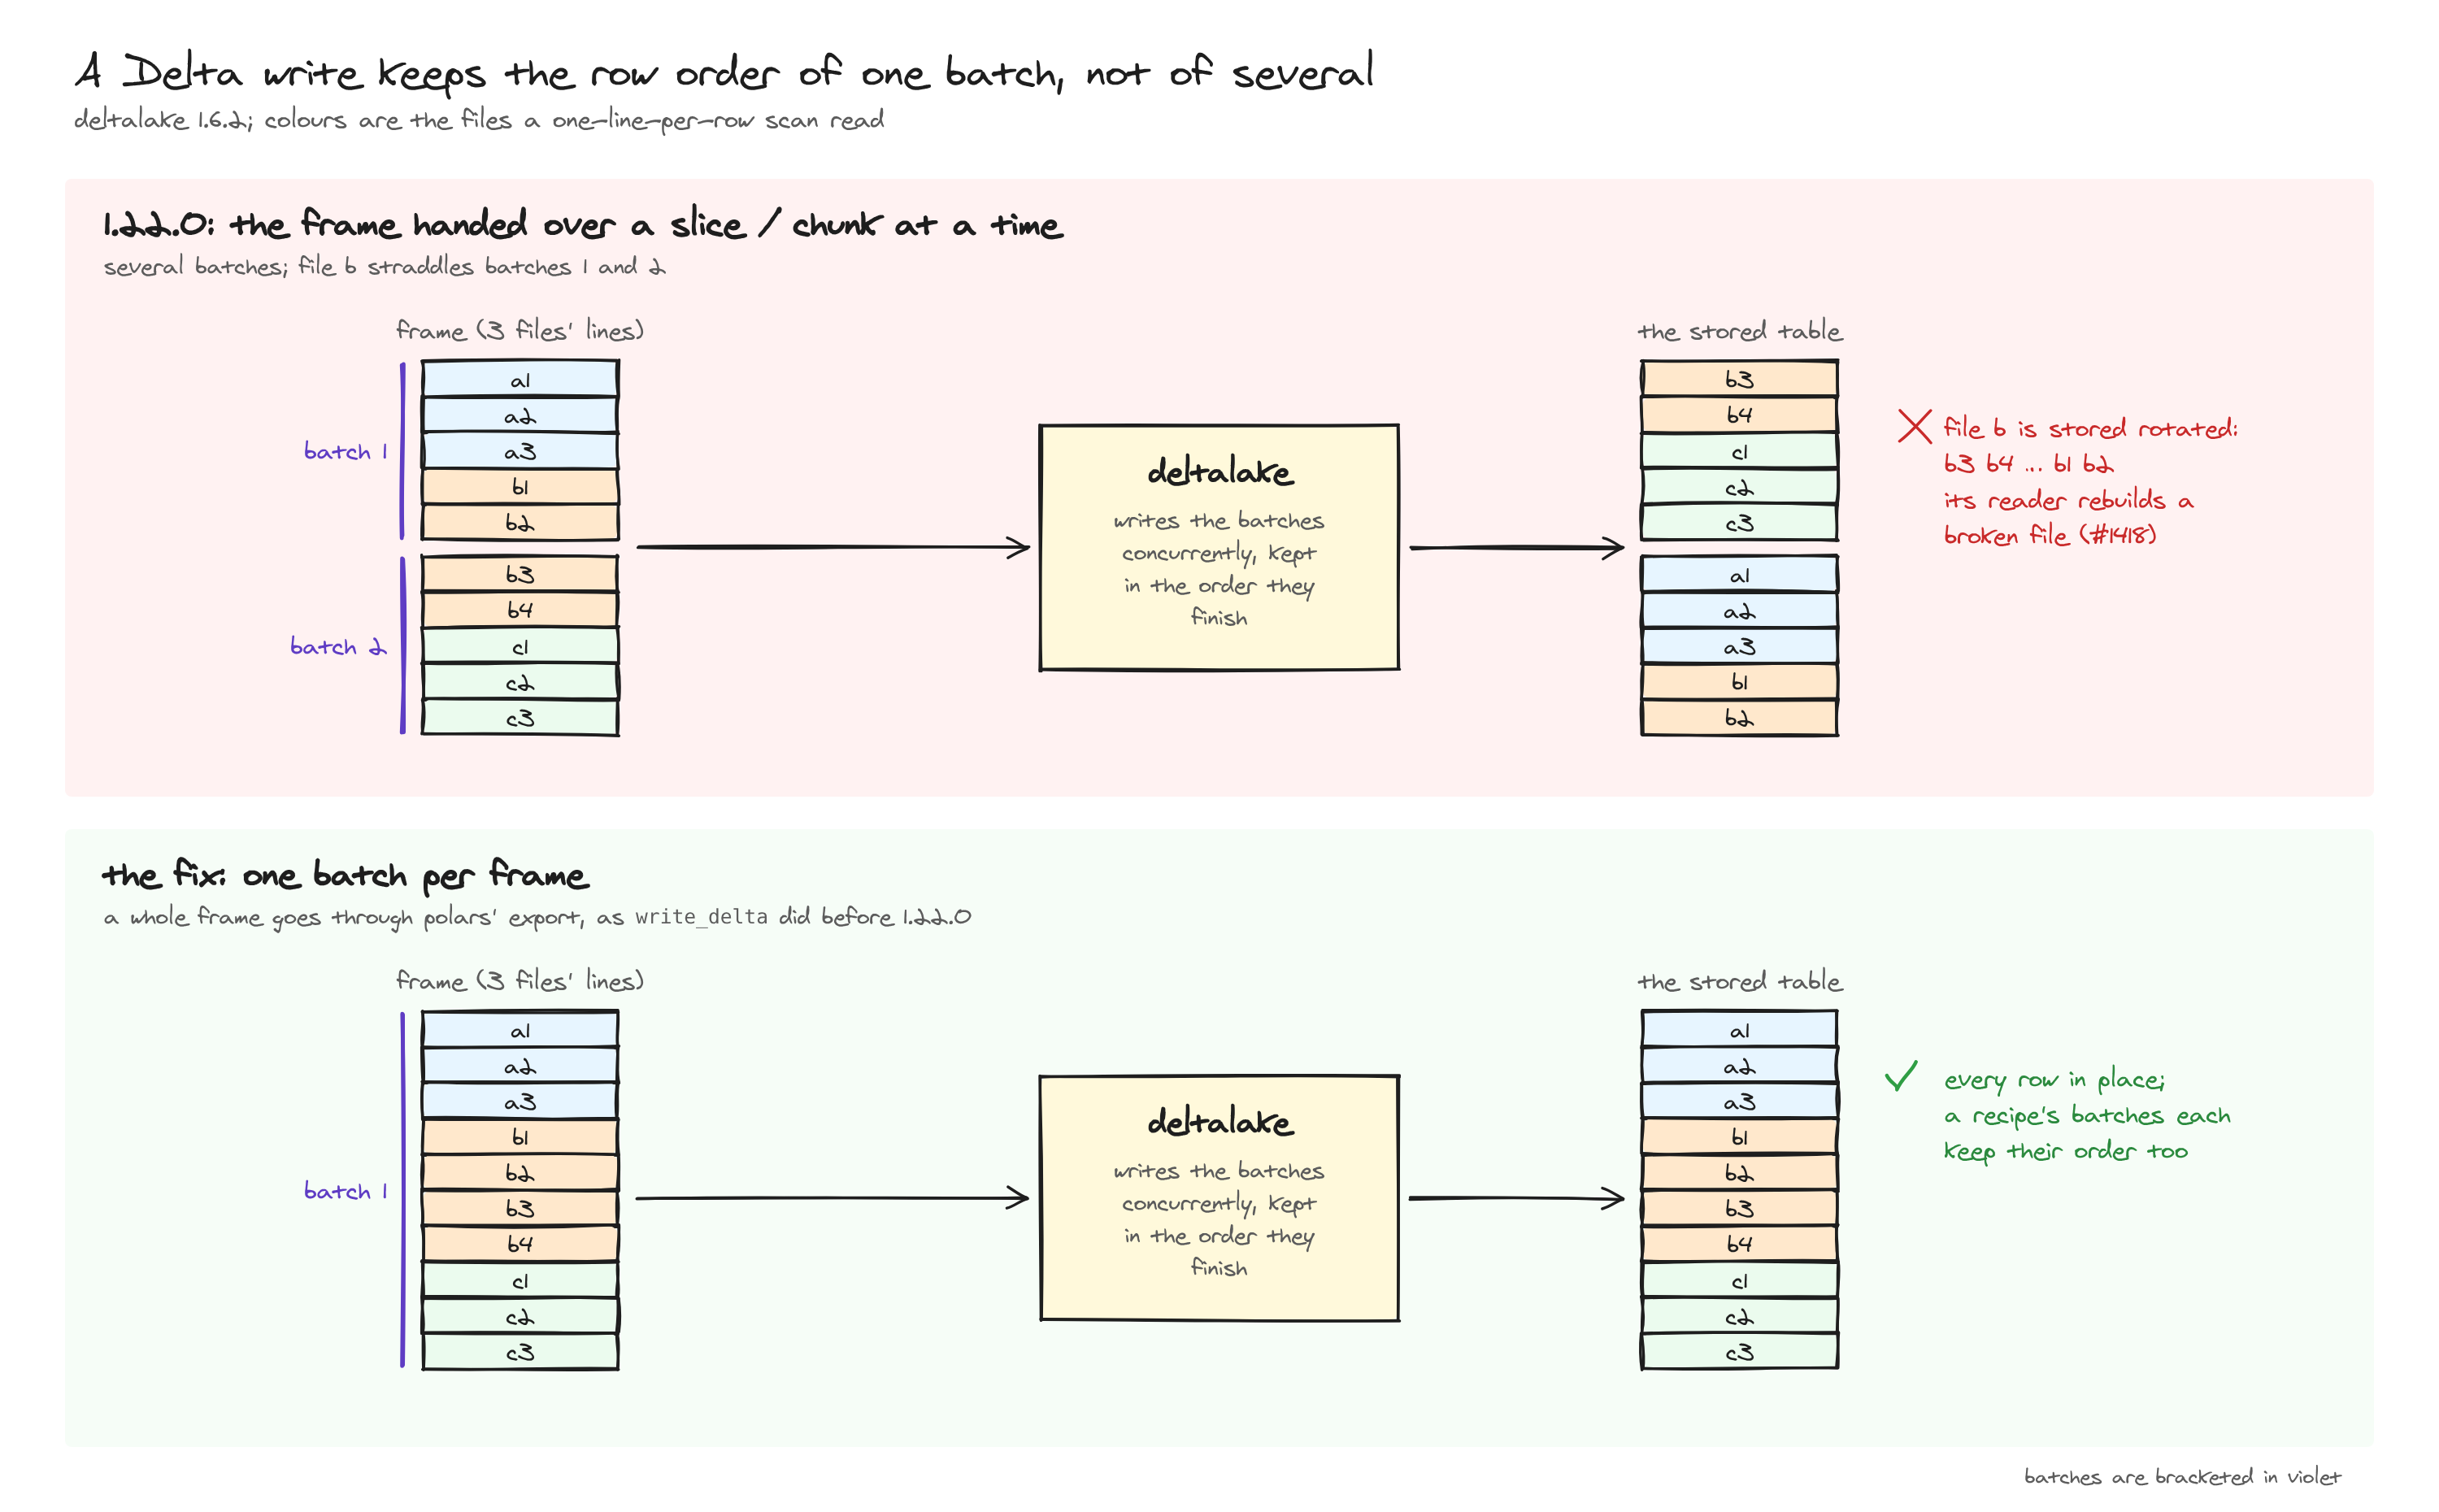 A Delta write keeps the row order of one batch, not of several
deltalake 1.6.2; colours are the files a one-line-per-row scan read
1.22.0: the frame handed over a slice / chunk at a time
several batches; file b straddles batches 1 and 2
frame (3 files' lines)
batch 1
a1
a2
a3
b1
b2
batch 2
b3
b4
c1
c2
c3
deltalake
writes the batches
concurrently, kept
in the order they
finish
the stored table
b3
b4
c1
c2
c3
a1
a2
a3
b1
b2
file b is stored rotated:
b3 b4 ... b1 b2
its reader rebuilds a
broken file (#1418)
the fix: one batch per frame
a whole frame goes through polars' export, as write_delta did before 1.22.0
frame (3 files' lines)
batch 1
a1
a2
a3
b1
b2
b3
b4
c1
c2
c3
deltalake
writes the batches
concurrently, kept
in the order they
finish
the stored table
a1
a2
a3
b1
b2
b3
b4
c1
c2
c3
every row in place;
a recipe's batches each
keep their order too
batches are bracketed in violet